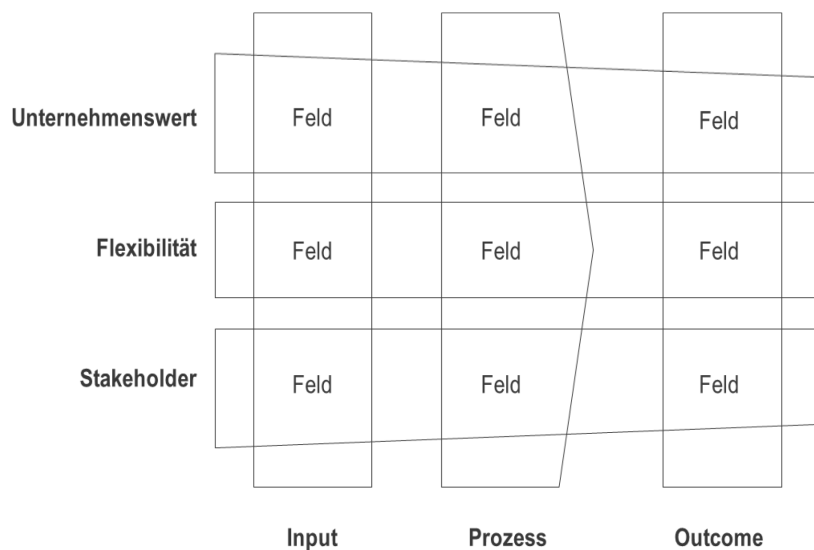 Unternehmenswert Feld Feld Feld
Flexibilität Feld Feld Feld
Stakeholder Feld Feld Feld
Input Prozess Outcome